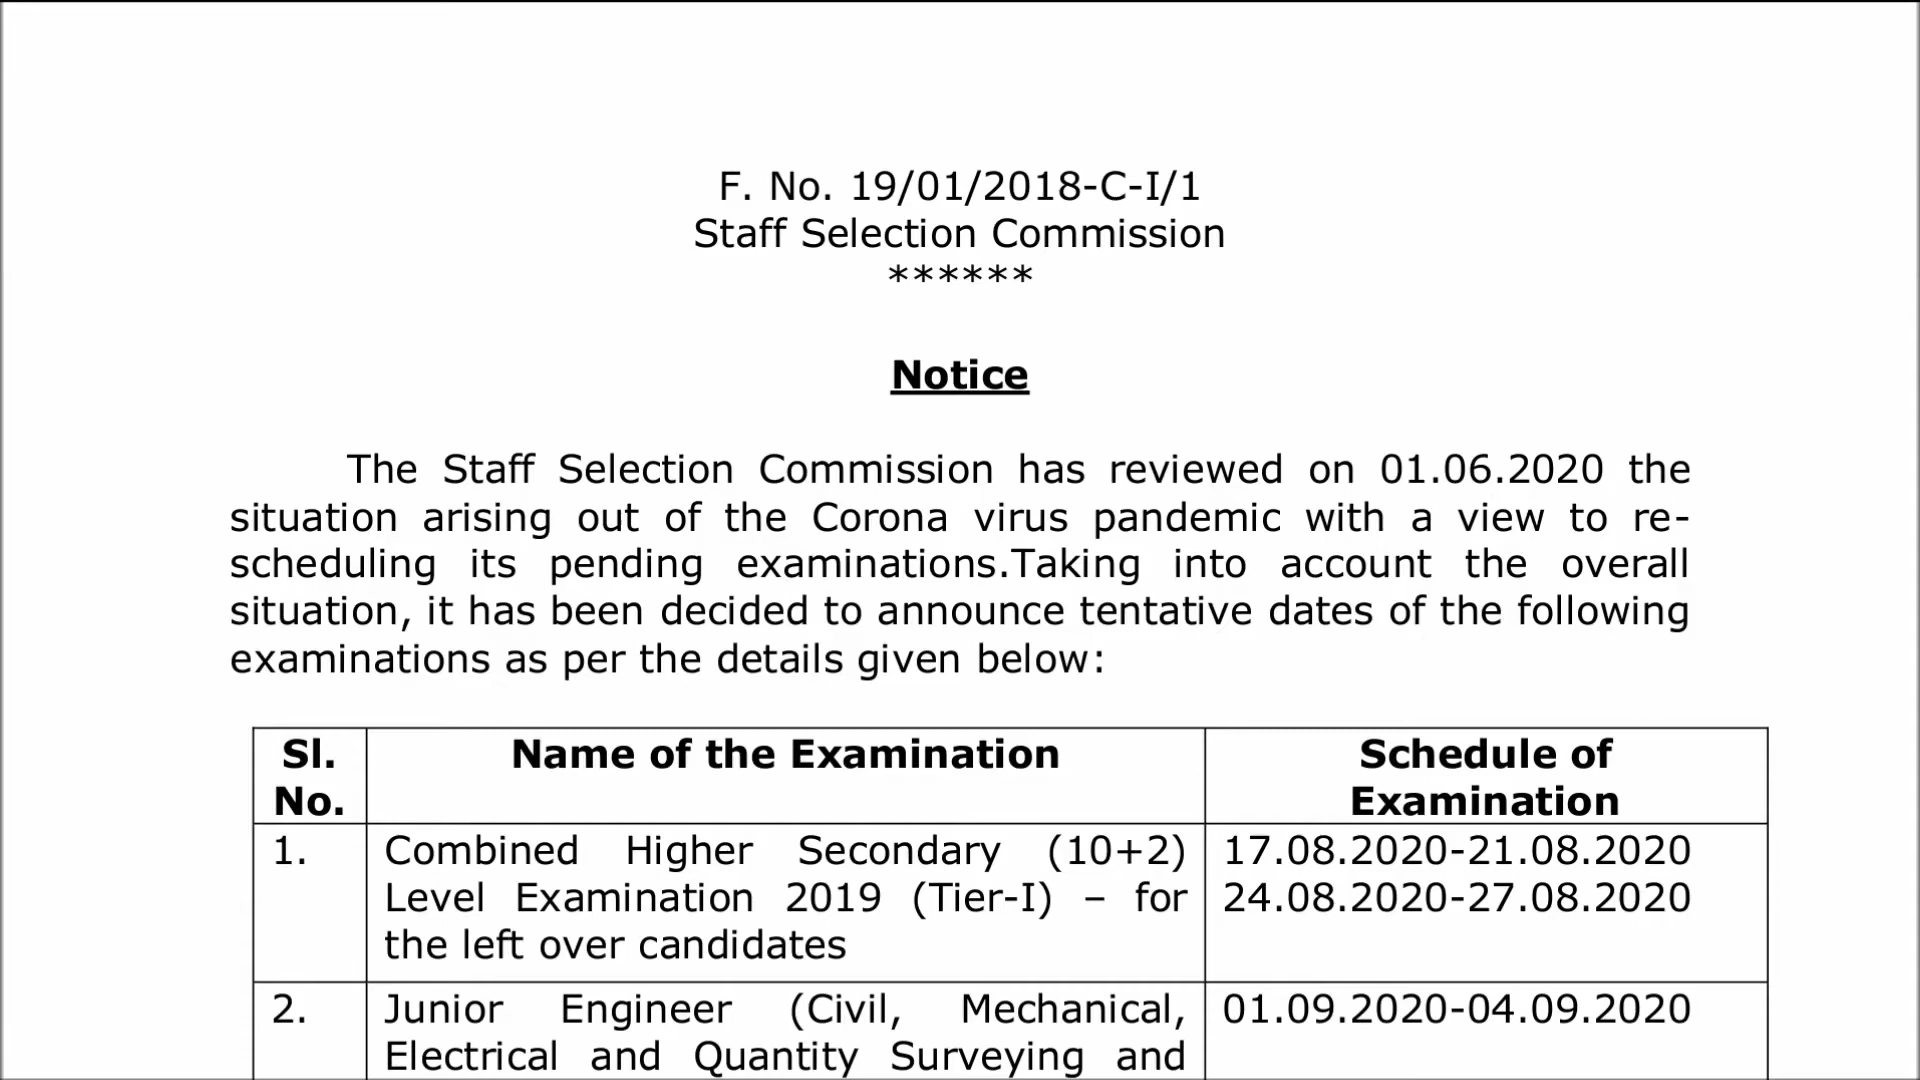 F. No. 19/01/2018-C-I/1
Staff Selection Commission
******
Notice
The Staff Selection Commission has reviewed on 01.06.2020 the
situation arising out of the Corona virus pandemic with a view to re-
scheduling its pending examinations.Taking into account the overall
situation, it has been decided to announce tentative dates of the following
examinations as per the details given below:
Sl. No.
Name of the Examination
Schedule of
Examination
1.
Combined Higher Secondary (10+2)
Level Examination 2019 (Tier-I) – for
the left over candidates
17.08.2020-21.08.2020
24.08.2020-27.08.2020
2.
Junior Engineer (Civil, Mechanical,
Electrical and Quantity Surveying and
01.09.2020-04.09.2020